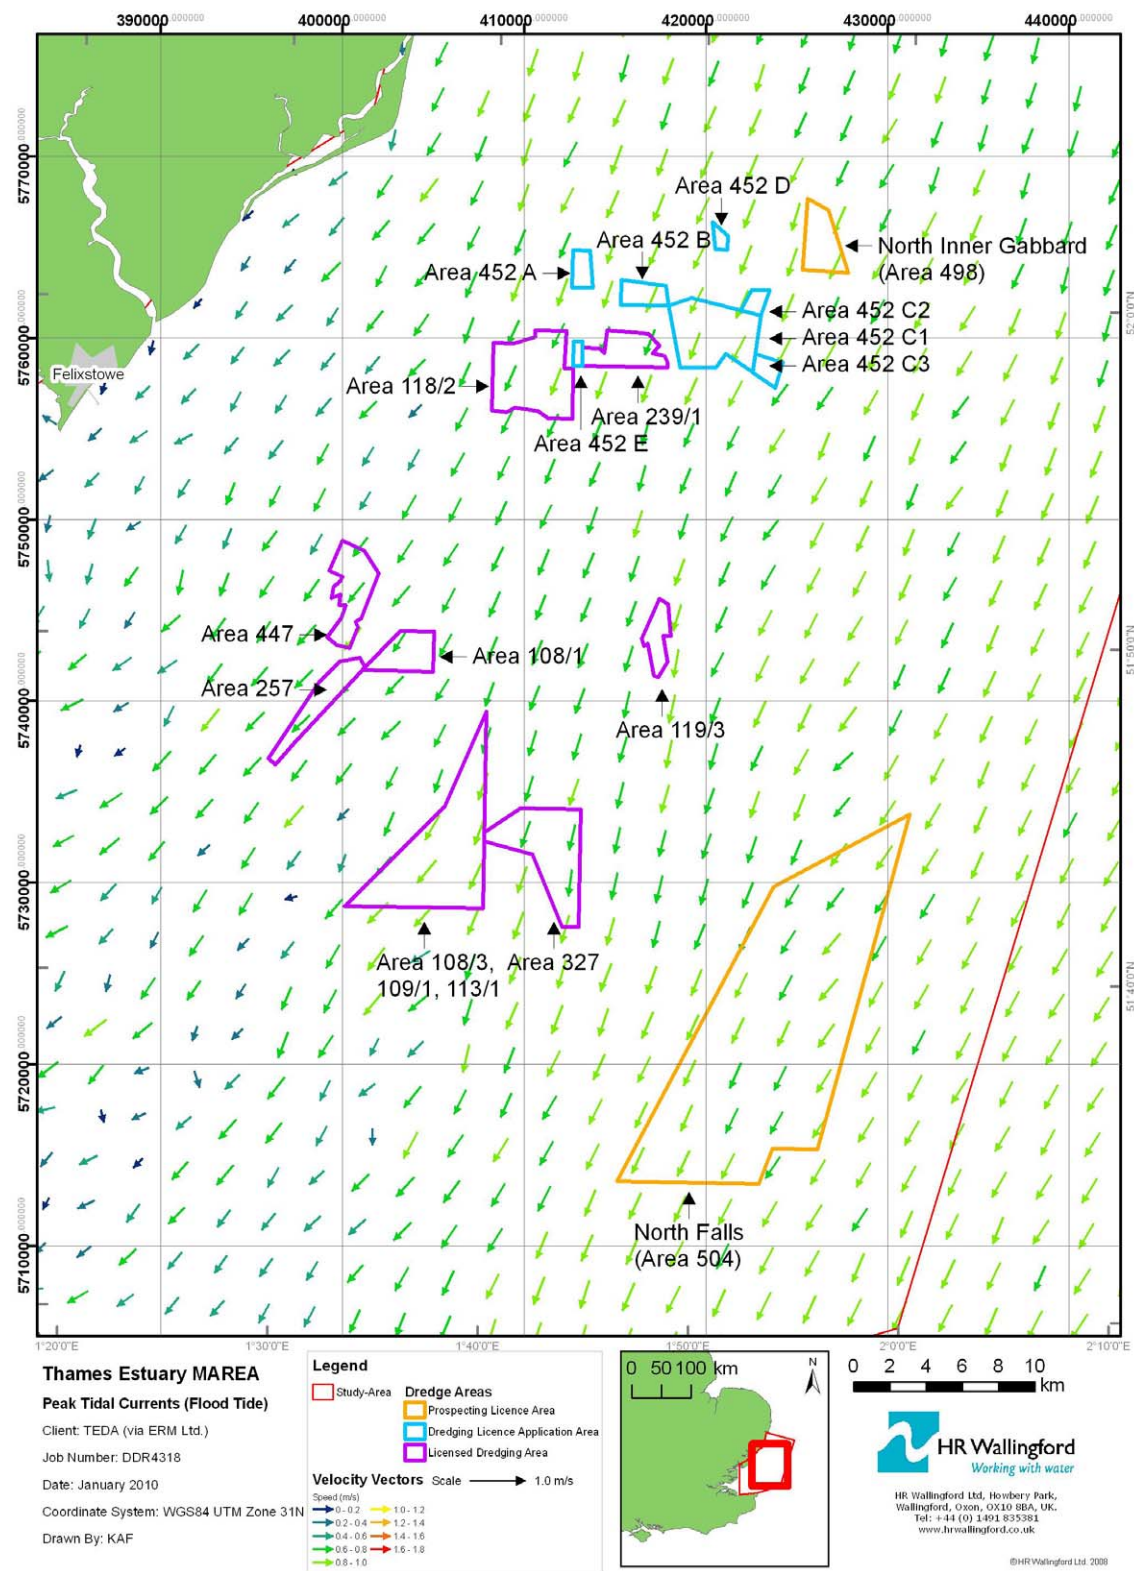 390000.000000 400000.000000 410000.000000 420000.000000 430000.000000 440000.000000
5770000.000000
5760000.000000
5750000.000000
5740000.000000
5730000.000000
5720000.000000
5710000.000000
52°0'0"N
51°50'0"N
51°40'0"N
Area 452 D
Area 452 B
North Inner Gabbard
(Area 498)
Area 452 A
Area 452 C2
Area 452 C1
Area 452 C3
Felixstowe
Area 118/2
Area 239/1
Area 452 E
Area 447
Area 108/1
Area 257
Area 119/3
Area 108/3,
109/1, 113/1
Area 327
North Falls
(Area 504)
1°20'0"E 1°30'0"E 1°40'0"E 1°50'0"E 2°0'0"E 2°10'0"E
Thames Estuary MAREA
Peak Tidal Currents (Flood Tide)
Client: TEDA (via ERM Ltd.)
Job Number: DDR4318
Date: January 2010
Coordinate System: WGS84 UTM Zone 31N
Drawn By: KAF
Legend
Study-Area
Dredge Areas
Prospecting Licence Area
Dredging Licence Application Area
Licensed Dredging Area
Velocity Vectors Scale 1.0 m/s
Speed (m/s)
0 - 0.2
0.2 - 0.4
0.4 - 0.6
0.6 - 0.8
0.8 - 1.0
1.0 - 1.2
1.2 - 1.4
1.4 - 1.6
1.6 - 1.8
0 50 100 km
N
0 2 4 6 8 10
km
HR Wallingford
Working with water
HR Wallingford Ltd, Howbery Park,
Wallingford, Oxon, OX10 8BA, UK.
Tel: +44 (0) 1491 835381
www.hrwallingford.co.uk
©HR Wallingford Ltd. 2008